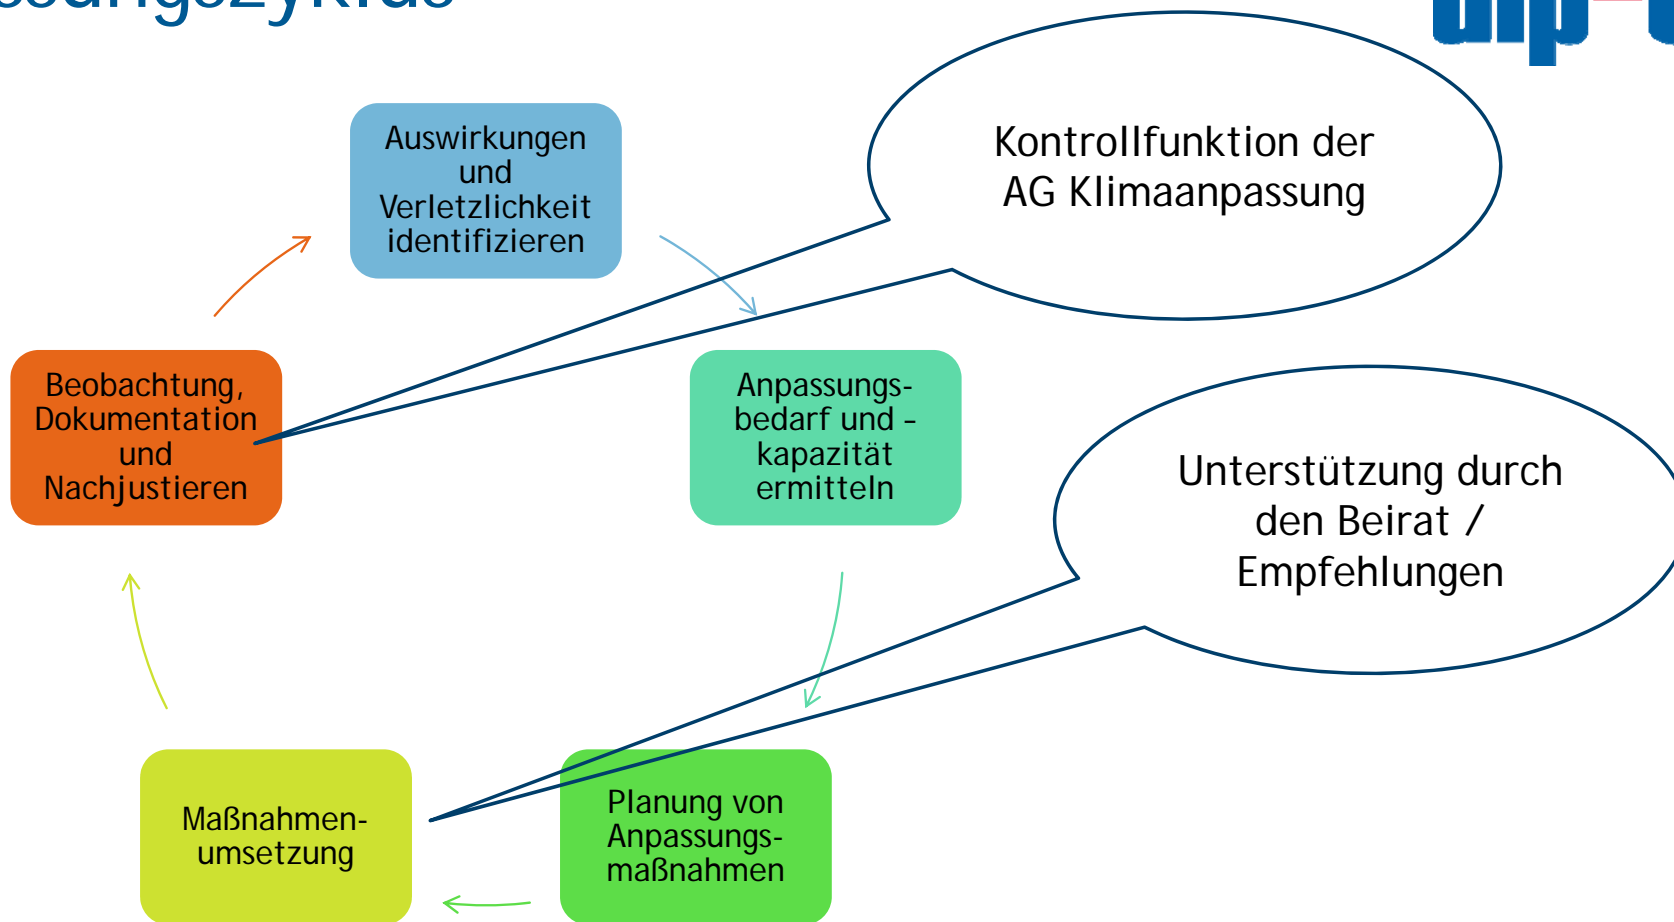 Auswirkungen
und
Verletzlichkeit
identifizieren
Kontrollfunktion der
AG Klimaanpassung
Beobachtung,
Dokumentation
und
Nachjustieren
Anpassungs-
bedarf und –
kapazität
ermitteln
Unterstützung durch
den Beirat /
Empfehlungen
Maßnahmen-
umsetzung
Planung von
Anpassungs-
maßnahmen